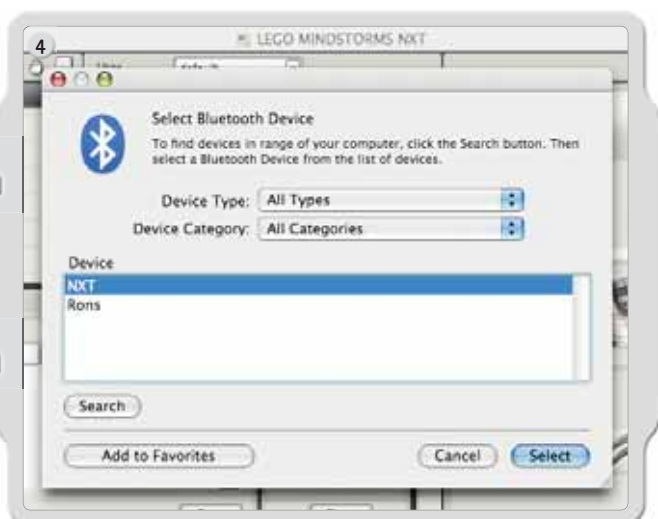 4
LEGO MINDSTORMS NXT
Select Bluetooth Device
To find devices in range of your computer, click the Search button. Then
select a Bluetooth Device from the list of devices.
Device Type: All Types
Device Category: All Categories
Device
NXT
Rons
Search
Add to Favorites Cancel Select